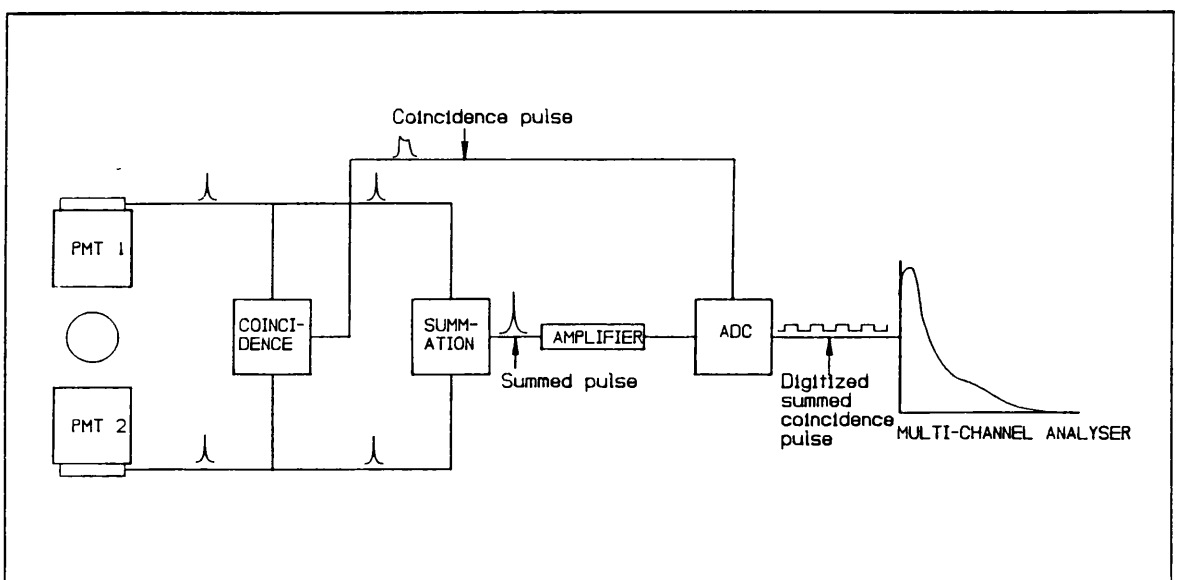 Coincidence pulse
PMT 1
COINCI-
DENCE
SUMM-
ATION
AMPLIFIER
ADC
Summed pulse
Digitized
summed
coincidence
pulse
PMT 2
MULTI-CHANNEL ANALYSER